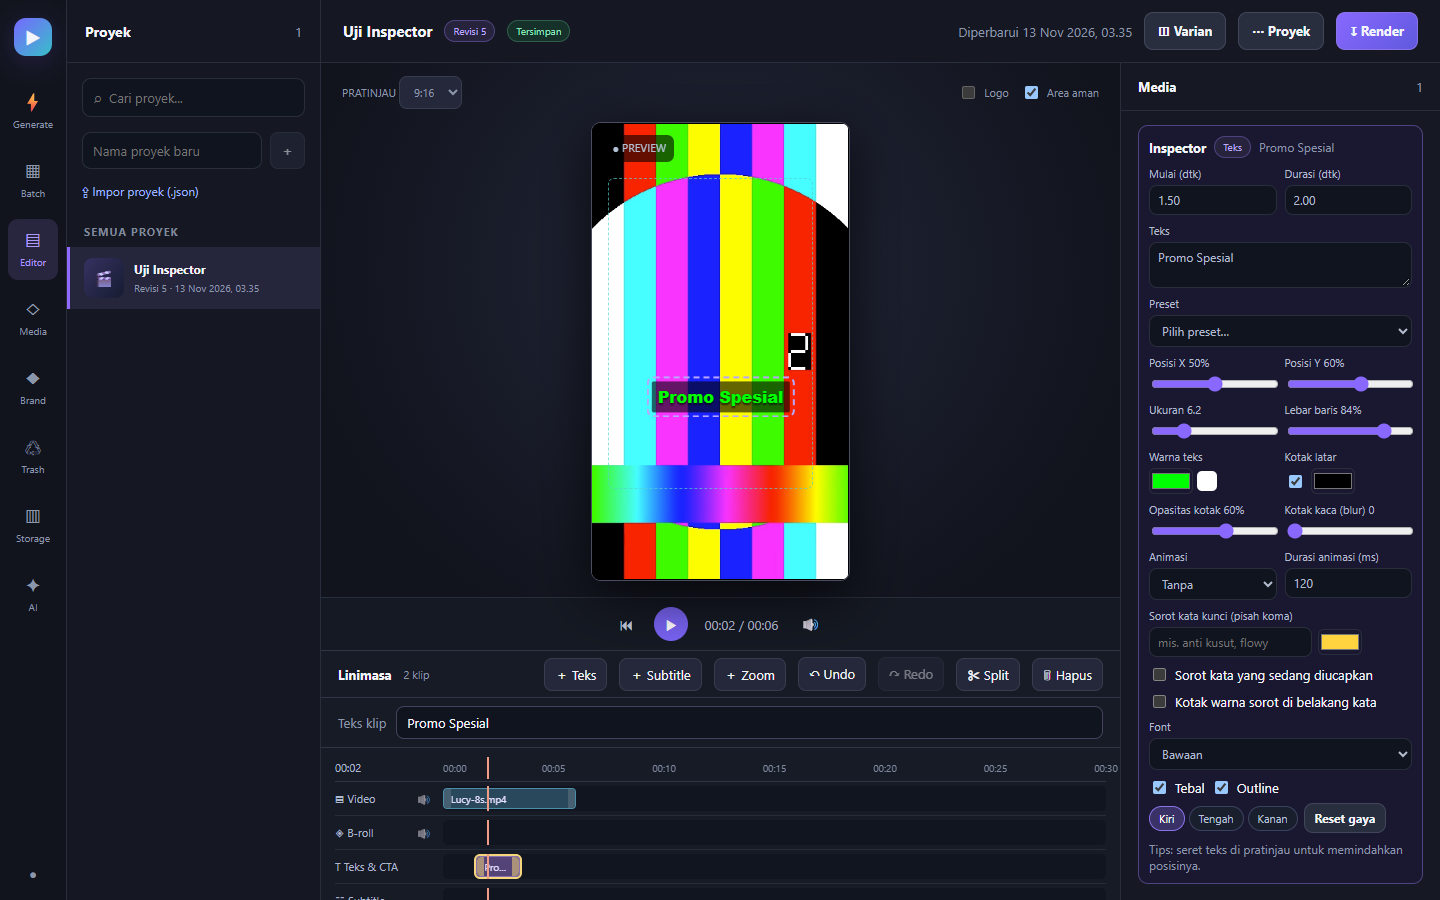 Generate
Batch
Editor
Media
Brand
Trash
Storage
AI
Proyek
1
Cari proyek...
Nama proyek baru
+
Impor proyek (.json)
SEMUA PROYEK
Uji Inspector
Revisi 5 · 13 Nov 2026, 03.35
Uji Inspector
Revisi 5
Tersimpan
Diperbarui 13 Nov 2026, 03.35
Varian
Proyek
Render
PRATINJAU
9:16
Logo
Area aman
PREVIEW
2
Promo Spesial
00:02 / 00:06
Linimasa
2 klip
+ Teks
+ Subtitle
+ Zoom
Undo
Redo
Split
Hapus
Teks klip
Promo Spesial
00:02
00:00
00:05
00:10
00:15
00:20
00:25
00:30
Video
Lucy-8s.mp4
B-roll
T Teks & CTA
Pro...
Subtitle
Media
1
Inspector
Teks
Promo Spesial
Mulai (dtk)
Durasi (dtk)
1.50
2.00
Teks
Promo Spesial
Preset
Pilih preset...
Posisi X 50%
Posisi Y 60%
Ukuran 6.2
Lebar baris 84%
Warna teks
Kotak latar
Opasitas kotak 60%
Kotak kaca (blur) 0
Animasi
Durasi animasi (ms)
Tanpa
120
Sorot kata kunci (pisah koma)
mis. anti kusut, flowy
Sorot kata yang sedang diucapkan
Kotak warna sorot di belakang kata
Font
Bawaan
Tebal
Outline
Kiri
Tengah
Kanan
Reset gaya
Tips: seret teks di pratinjau untuk memindahkan
posisinya.